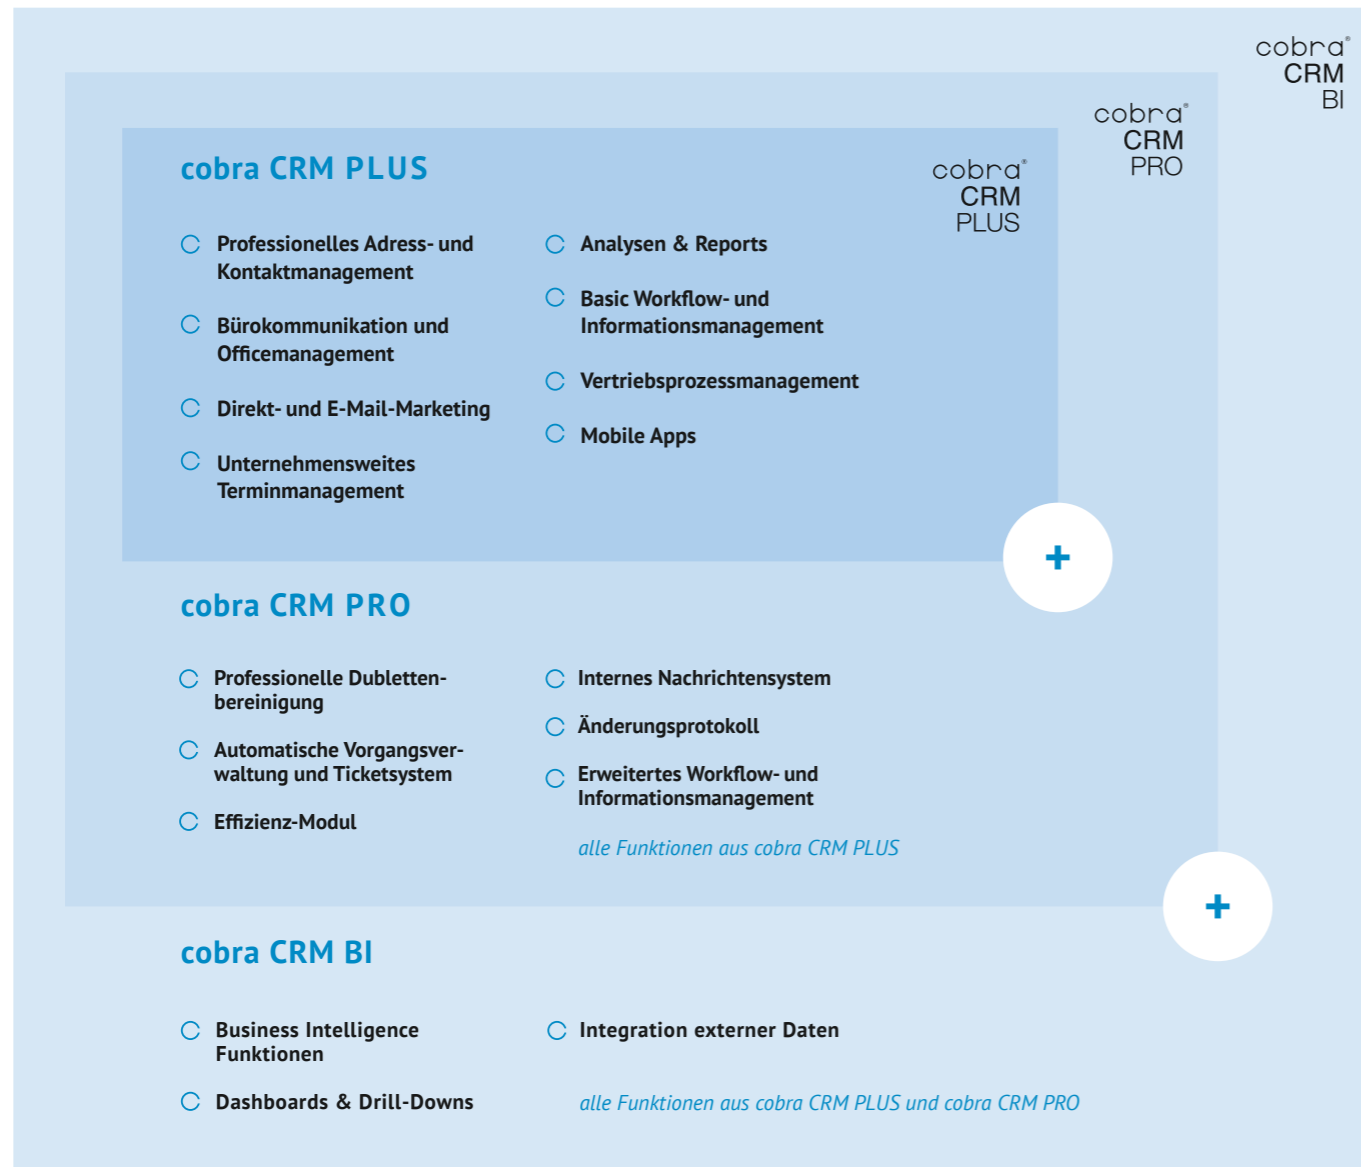 cobra®
CRM
BI
cobra®
CRM
PRO
cobra®
CRM
PLUS
cobra CRM PLUS
Professionelles Adress- und
Kontaktmanagement
Bürokommunikation und
Officemanagement
Direkt- und E-Mail-Marketing
Unternehmensweites
Terminmanagement
Analysen & Reports
Basic Workflow- und
Informationsmanagement
Vertriebsprozessmanagement
Mobile Apps
+
cobra CRM PRO
Professionelle Dubletten-
bereinigung
Automatische Vorgangsver-
waltung und Ticketsystem
Effizienz-Modul
Internes Nachrichtensystem
Änderungsprotokoll
Erweitertes Workflow- und
Informationsmanagement
alle Funktionen aus cobra CRM PLUS
+
cobra CRM BI
Business Intelligence
Funktionen
Dashboards & Drill-Downs
Integration externer Daten
alle Funktionen aus cobra CRM PLUS und cobra CRM PRO